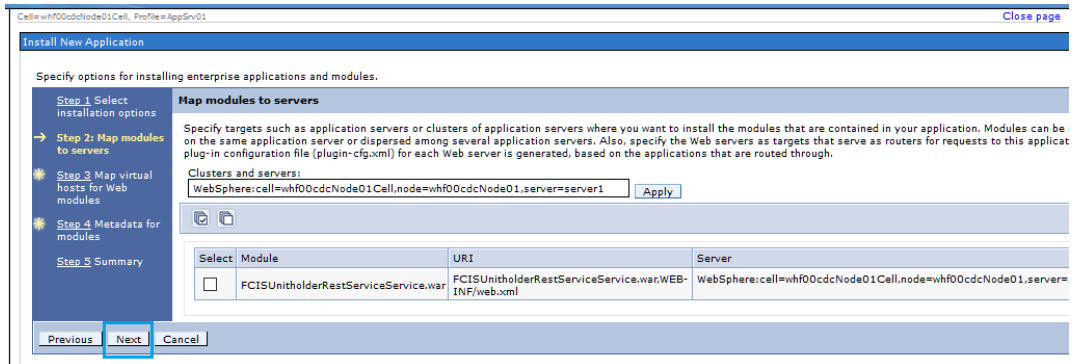 Cell=whf00cdcNode01Cell, Profile=AppSrv01
Close page
Install New Application
Specify options for installing enterprise applications and modules.
Step 1 Select
installation options
Step 2: Map modules
to servers
Step 3 Map virtual
hosts for Web
modules
Step 4 Metadata for
modules
Step 5 Summary
Map modules to servers
Specify targets such as application servers or clusters of application servers where you want to install the modules that are contained in your application. Modules can be
on the same application server or dispersed among several application servers. Also, specify the Web servers as targets that serve as routers for requests to this applicat
plug-in configuration file (plugin-cfg.xml) for each Web server is generated, based on the applications that are routed through.
Clusters and servers:
WebSphere:cell=whf00cdcNode01Cell,node=whf00cdcNode01,server=server1
Apply
Select Module URI Server
FCISUnitholderRestServiceService.war FCISUnitholderRestServiceService.war,WEB- WebSphere:cell=whf00cdcNode01Cell,node=whf00cdcNode01,server=
INF/web.xml
Previous Next Cancel